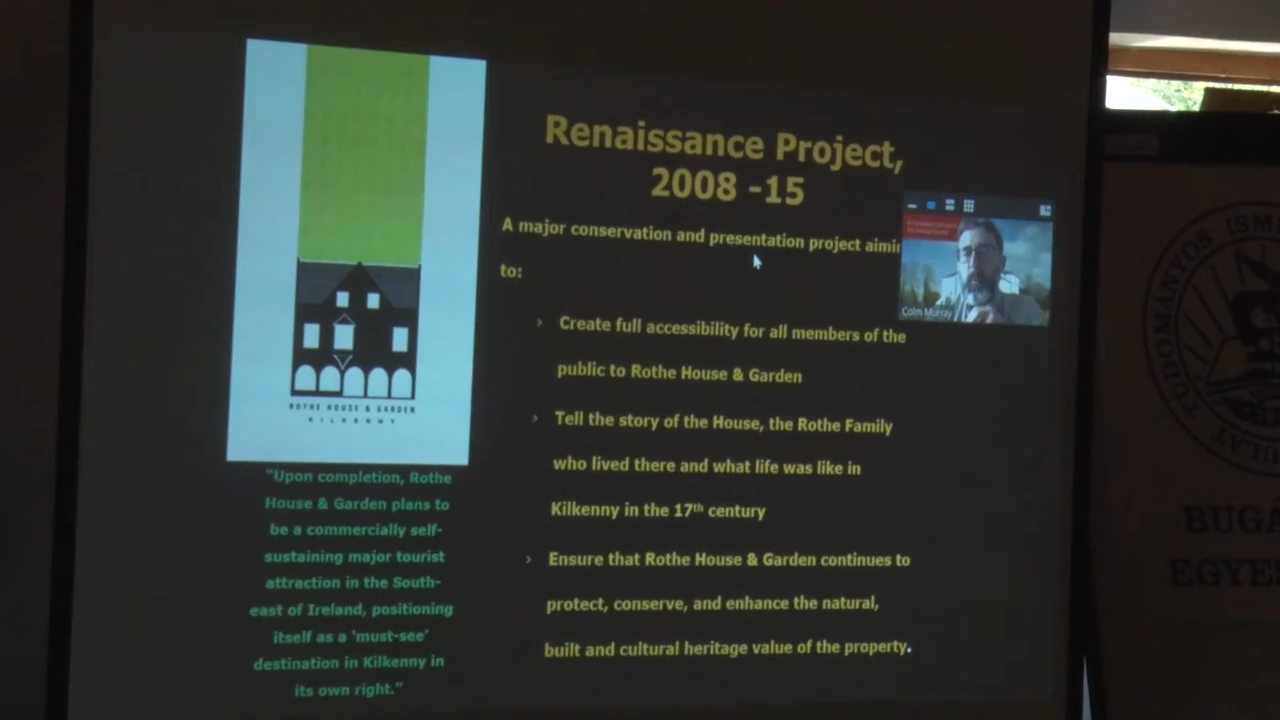 Renaissance Project,
2008 -15
A major conservation and presentation project
to:
› Create full accessibility for all members of the
public to Rothe House & Garden
› Tell the story of the House, the Rothe Family
who lived there and what life was like in
Kilkenny in the 17th century
› Ensure that Rothe House & Garden continues to
protect, conserve, and enhance the natural,
built and cultural heritage value of the property.
ROTHE HOUSE & GARDEN
KILKENNY
"Upon completion, Rothe
House & Garden plans to
be a commercially self-
sustaining major tourist
attraction in the South-
east of Ireland, positioning
itself as a 'must-see'
destination in Kilkenny in
its own right."
Colm Murray
TUDOMÁNYOS